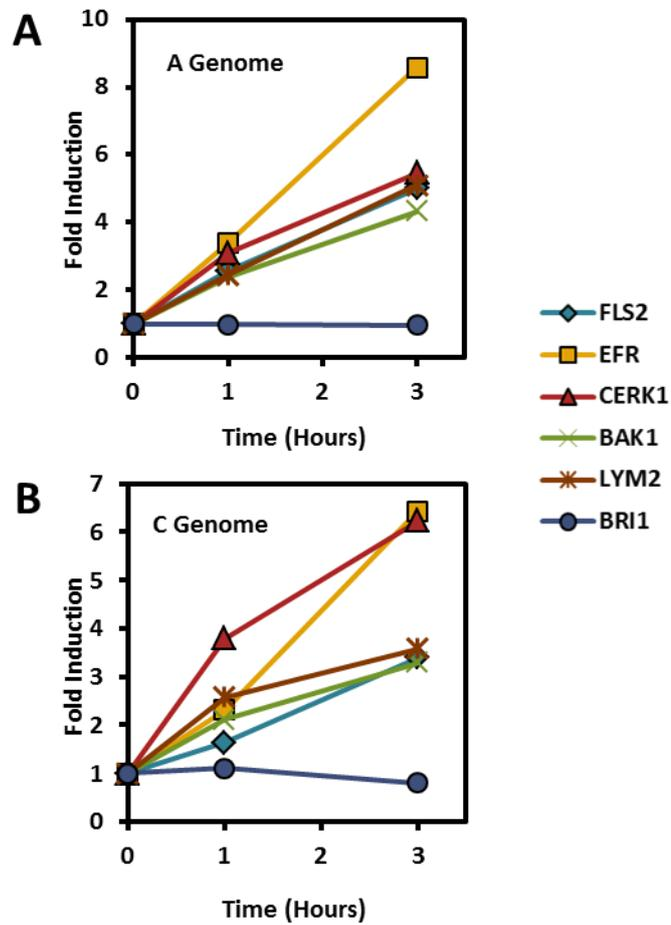 A
A Genome
Fold Induction
10
8
6
4
2
0
0 1 2 3
Time (Hours)
FLS2
EFR
CERK1
BAK1
LYM2
BRI1
B
C Genome
Fold Induction
7
6
5
4
3
2
1
0
0 1 2 3
Time (Hours)